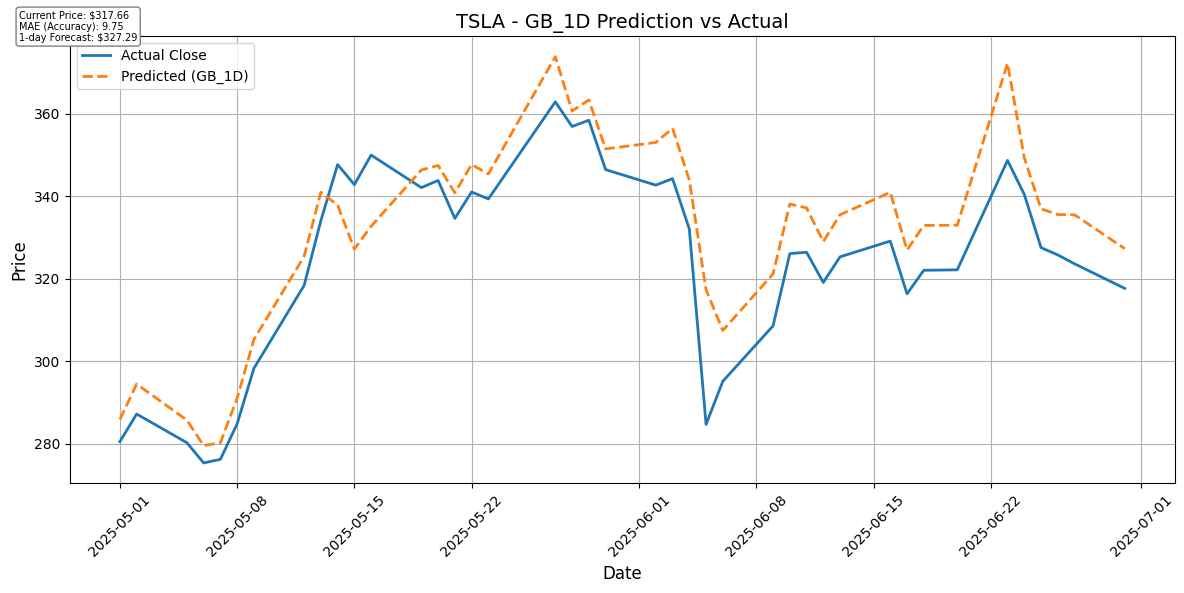 TSLA - GB_1D Prediction vs Actual
Current Price: $317.66
MAE (Accuracy): 9.75
1-day Forecast: $327.29
Actual Close
Predicted (GB_1D)
Price
360
340
320
300
280
2025-05-01
2025-05-08
2025-05-15
2025-05-22
2025-06-01
2025-06-08
2025-06-15
2025-06-22
2025-07-01
Date